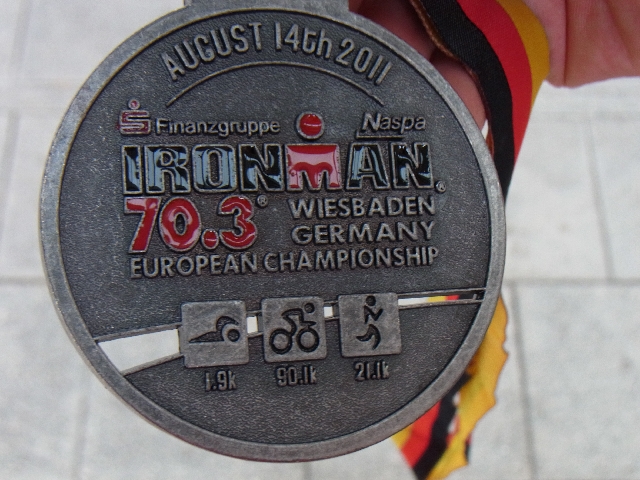 AUGUST 14th 2011
Finanzgruppe Naspa
IRONMAN®
70.3® WIESBADEN
GERMANY
EUROPEAN CHAMPIONSHIP
1.9k 90.1k 21.1k